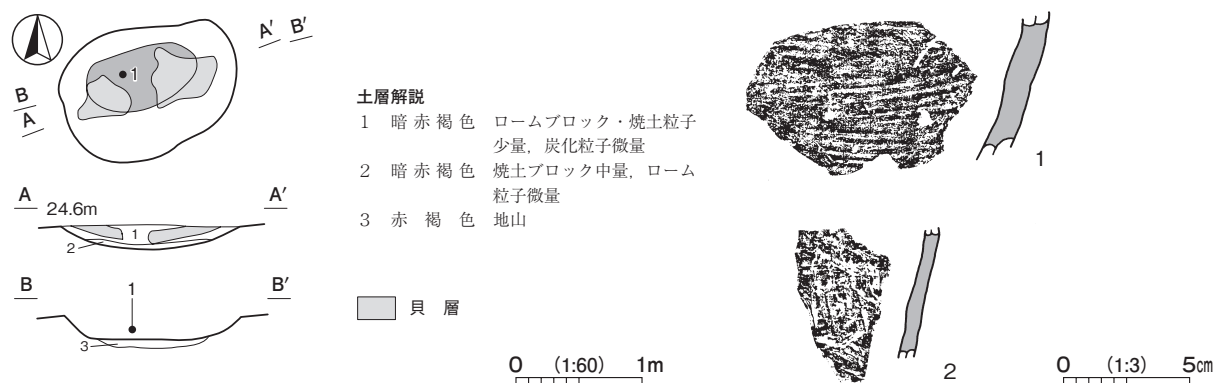 A′ B′
1
B
A
A A′
24.6m
1
2
B 1 B′
3
土層解説
1 暗赤褐色 ロームブロック・焼土粒子
少量，炭化粒子微量
2 暗赤褐色 焼土ブロック中量，ローム
粒子微量
3 赤褐色 地山
貝層
0 (1:60) 1m
1
2
0 (1:3) 5㎝